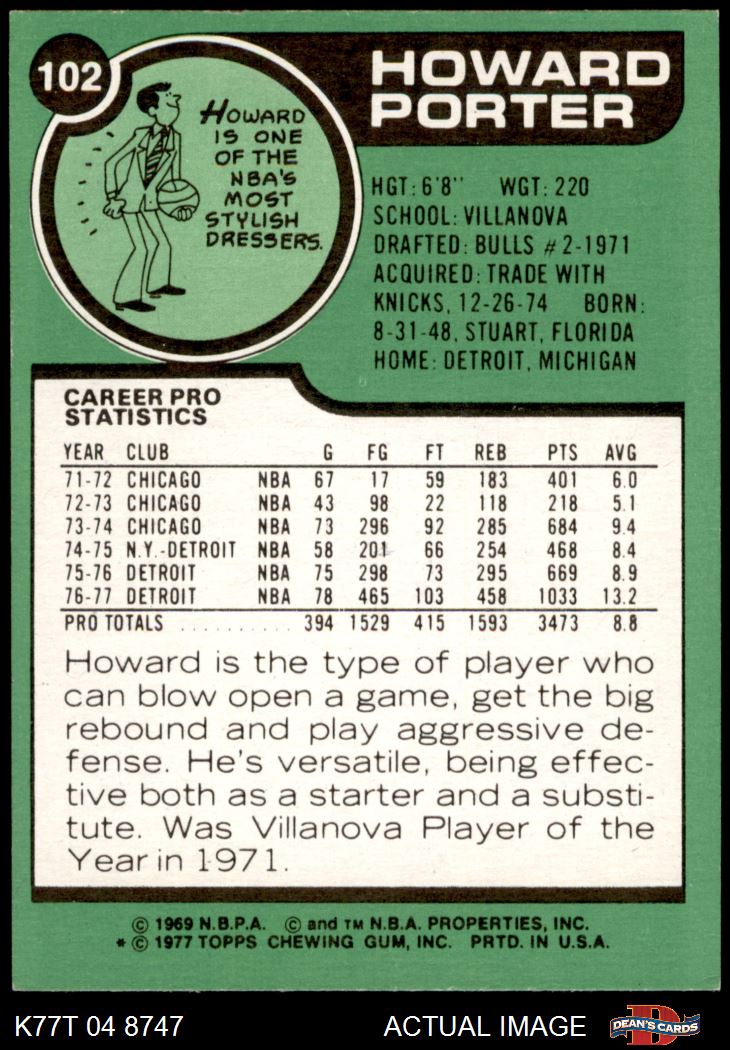 102
HOWARD
PORTER
HOWARD
IS ONE
OF THE
NBA'S
MOST
STYLISH
DRESSERS.
HGT: 6'8" WGT: 220
SCHOOL: VILLANOVA
DRAFTED: BULLS #2-1971
ACQUIRED: TRADE WITH
KNICKS, 12-26-74 BORN:
8-31-48, STUART, FLORIDA
HOME: DETROIT, MICHIGAN
CAREER PRO
STATISTICS
YEAR CLUB G FG FT REB PTS AVG
71-72 CHICAGO NBA 67 17 59 183 401 6.0
72-73 CHICAGO NBA 43 98 22 118 218 5.1
73-74 CHICAGO NBA 73 296 92 285 684 9.4
74-75 N.Y.-DETROIT NBA 58 201 66 254 468 8.4
75-76 DETROIT NBA 75 298 73 295 669 8.9
76-77 DETROIT NBA 78 465 103 458 1033 13.2
PRO TOTALS .......... 394 1529 415 1593 3473 8.8
Howard is the type of player who
can blow open a game, get the big
rebound and play aggressive de-
fense. He's versatile, being effec-
tive both as a starter and a substi-
tute. Was Villanova Player of the
Year in 1971.
© 1969 N.B.P.A. © and TM N.B.A. PROPERTIES, INC.
* © 1977 TOPPS CHEWING GUM, INC. PRTD. IN U.S.A.
K77T 04 8747 ACTUAL IMAGE D DEAN'S CARDS